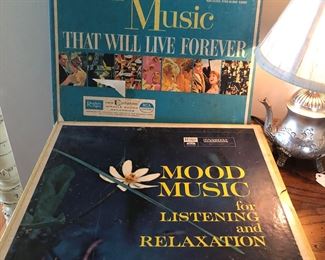 Music
THAT WILL LIVE FOREVER
MOOD
MUSIC
for
LISTENING
and
RELAXATION